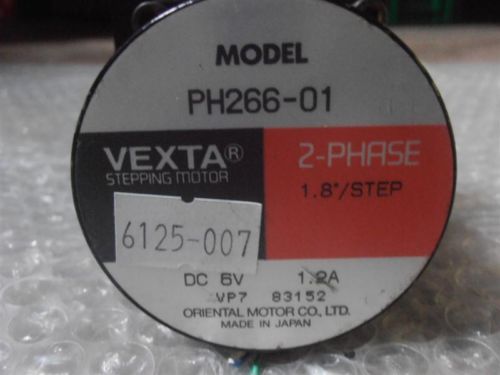 MODEL
PH266-01
VEXTA®
STEPPING MOTOR
2-PHASE
1.8°/STEP
6125-007
DC 6V 1.2A
VP7 83152
ORIENTAL MOTOR CO., LTD.
MADE IN JAPAN